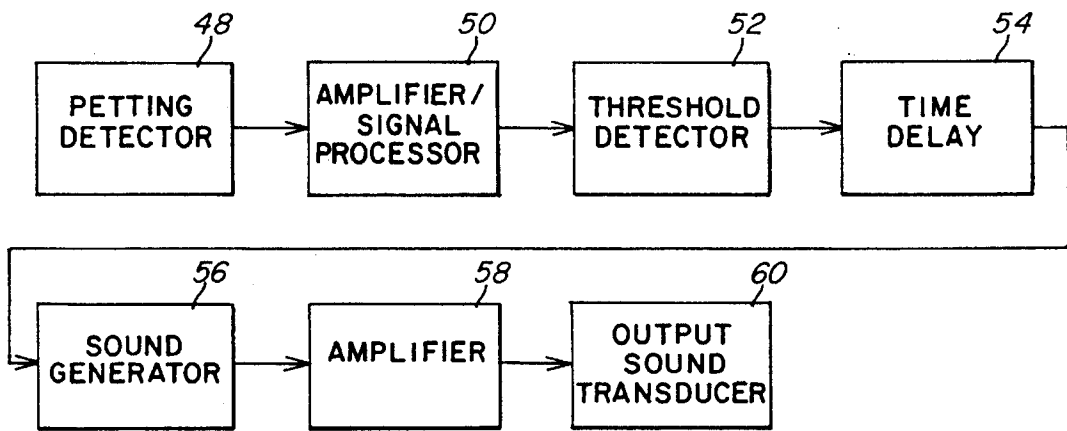 48
PETTING
DETECTOR
50
AMPLIFIER/
SIGNAL
PROCESSOR
52
THRESHOLD
DETECTOR
54
TIME
DELAY
56
SOUND
GENERATOR
58
AMPLIFIER
60
OUTPUT
SOUND
TRANSDUCER